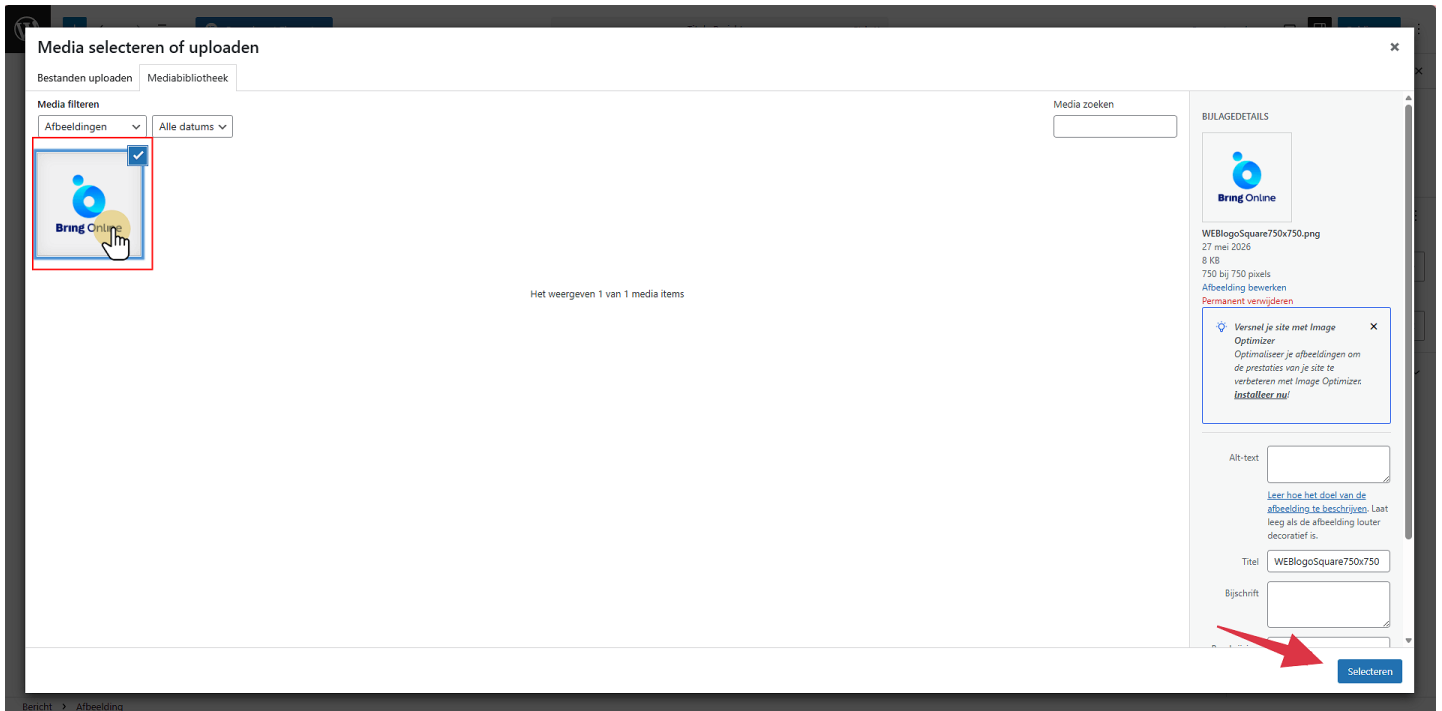 Media selecteren of uploaden
Bestanden uploaden
Mediabibliotheek
Media filteren
Afbeeldingen
Alle datums
Media zoeken
Bring Online
Het weergeven 1 van 1 media items
BIJLAGEDETAILS
Bring Online
WEBlogoSquare750x750.png
27 mei 2026
8 KB
750 bij 750 pixels
Afbeelding bewerken
Permanent verwijderen
Versnel je site met Image
Optimizer
Optimaliseer je afbeeldingen om
de prestaties van je site te
verbeteren met Image Optimizer.
installeer nu!
Alt-text
Leer hoe het doel van de
afbeelding te beschrijven. Laat
leeg als de afbeelding louter
decoratief is.
Titel
WEBlogoSquare750x750
Bijschrift
Selecteren
Bericht
Afbeelding